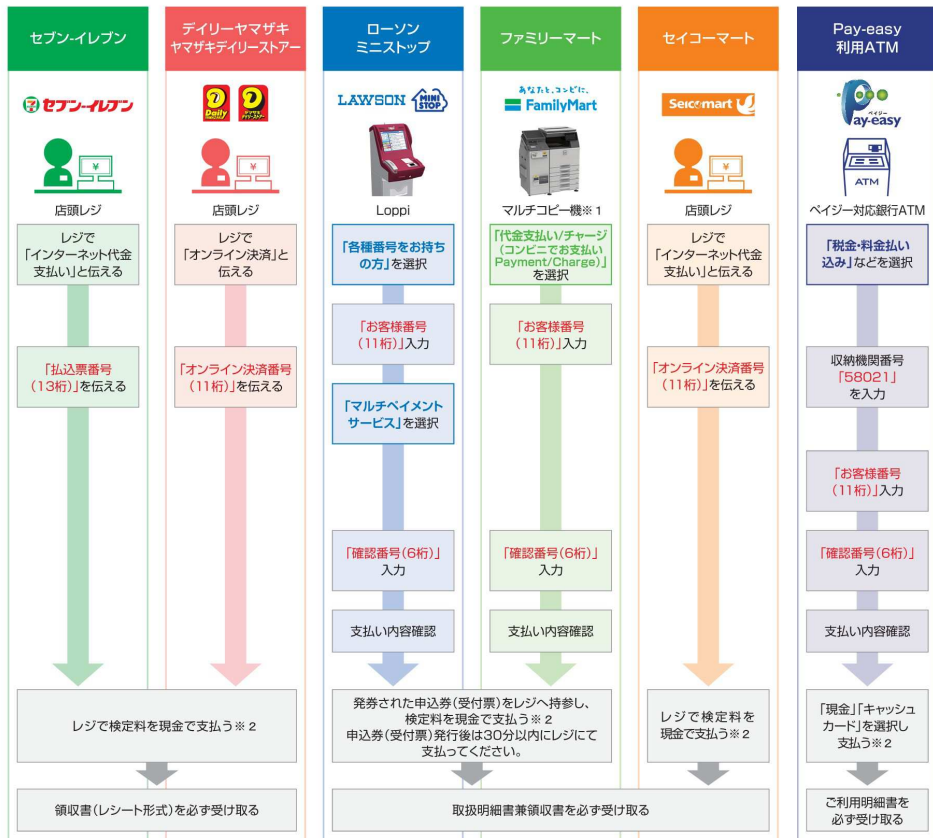 セブン-イレブン
デイリーヤマザキ
ヤマザキデイリーストアー
ローソン
ミニストップ
ファミリーマート
セイコーマート
Pay-easy
利用ATM
セブン-イレブン
Daily
LAWSON
MINI
STOP
あなたと、コンビに、
FamilyMart
Seicomart
ペイジー
Pay-easy
¥
¥
¥
ATM
店頭レジ
店頭レジ
Loppi
マルチコピー機※1
店頭レジ
ペイジー対応銀行ATM
レジで
「インターネット代金
支払い」と伝える
「払込票番号
(13桁)」を伝える
レジで
「オンライン決済」と
伝える
「オンライン決済番号
(11桁)」を伝える
「各種番号をお持ち
の方」を選択
「お客様番号
(11桁)」入力
「マルチペイメント
サービス」を選択
「確認番号(6桁)」
入力
支払い内容確認
「代金支払い/チャージ
(コンビニでお支払い
Payment/Charge)」
を選択
「お客様番号
(11桁)」入力
「確認番号(6桁)」
入力
支払い内容確認
レジで
「インターネット代金
支払い」と伝える
「オンライン決済番号
(11桁)」を伝える
「税金・料金払い
込み」などを選択
収納機関番号
「58021」
を入力
「お客様番号
(11桁)」入力
「確認番号(6桁)」
入力
支払い内容確認
レジで検定料を現金で支払う※2
発券された申込券(受付票)をレジへ持参し、
検定料を現金で支払う※2
申込券(受付票)発行後は30分以内にレジにて
支払ってください。
レジで検定料を
現金で支払う※2
「現金」「キャッシュ
カード」を選択し
支払う※2
領収書(レシート形式)を必ず受け取る
取扱明細書兼領収書を必ず受け取る
ご利用明細書を
必ず受け取る